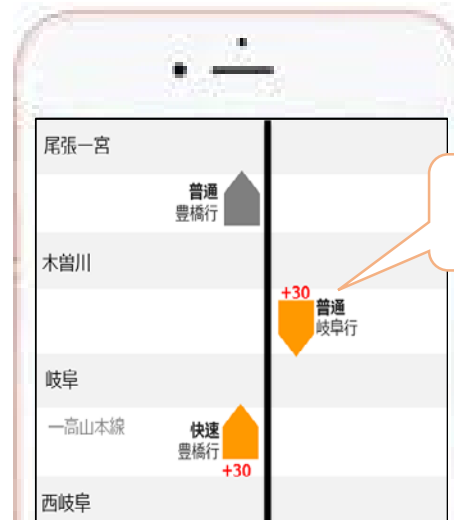 尾張一宮
普通
豊橋行
木曽川
+30
普通
岐阜行
岐阜
―高山本線
快速
豊橋行
+30
西岐阜